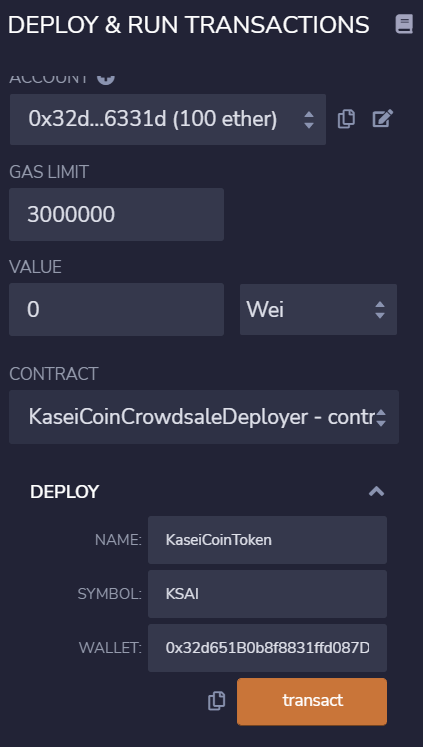 DEPLOY & RUN TRANSACTIONS
ACCOUNT
0x32d...6331d (100 ether)
GAS LIMIT
3000000
VALUE
0 Wei
CONTRACT
KaseiCoinCrowdsaleDeployer - contr
DEPLOY
NAME: KaseiCoinToken
SYMBOL: KSAI
WALLET: 0x32d651B0b8f8831ffd087D
transact